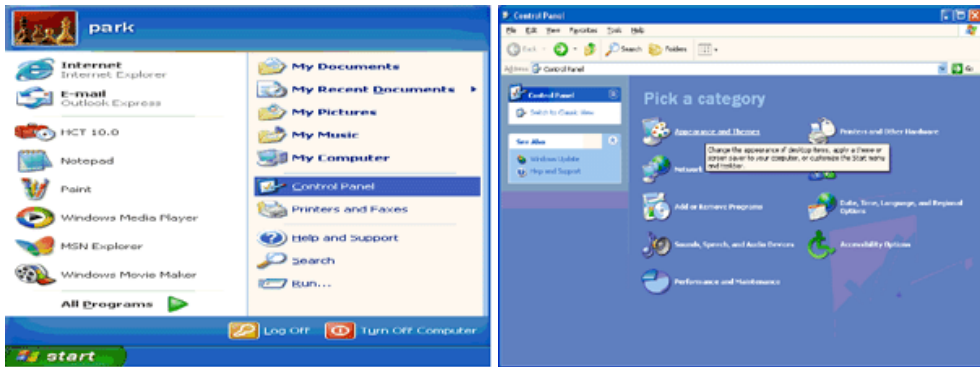 park
Internet
Internet Explorer
E-mail
Outlook Express
HCT 10.0
Notepad
Paint
Windows Media Player
MSN Explorer
Windows Movie Maker
All Programs
My Documents
My Recent Documents
My Pictures
My Music
My Computer
Control Panel
Printers and Faxes
Help and Support
Search
Run...
Log Off
Turn Off Computer
start
Control Panel
File Edit View Favorites Tools Help
Back
Search
Folders
Address
Control Panel
Go
Control Panel
Switch to Classic View
See Also
Windows Update
Help and Support
Pick a category
Appearance and Themes
Printers and Other Hardware
Change the appearance of desktop items, apply a theme or
screen saver to your computer, or customize the Start menu
and taskbar.
Network
Add or Remove Programs
Date, Time, Language, and Regional
Options
Sounds, Speech, and Audio Devices
Accessibility Options
Performance and Maintenance